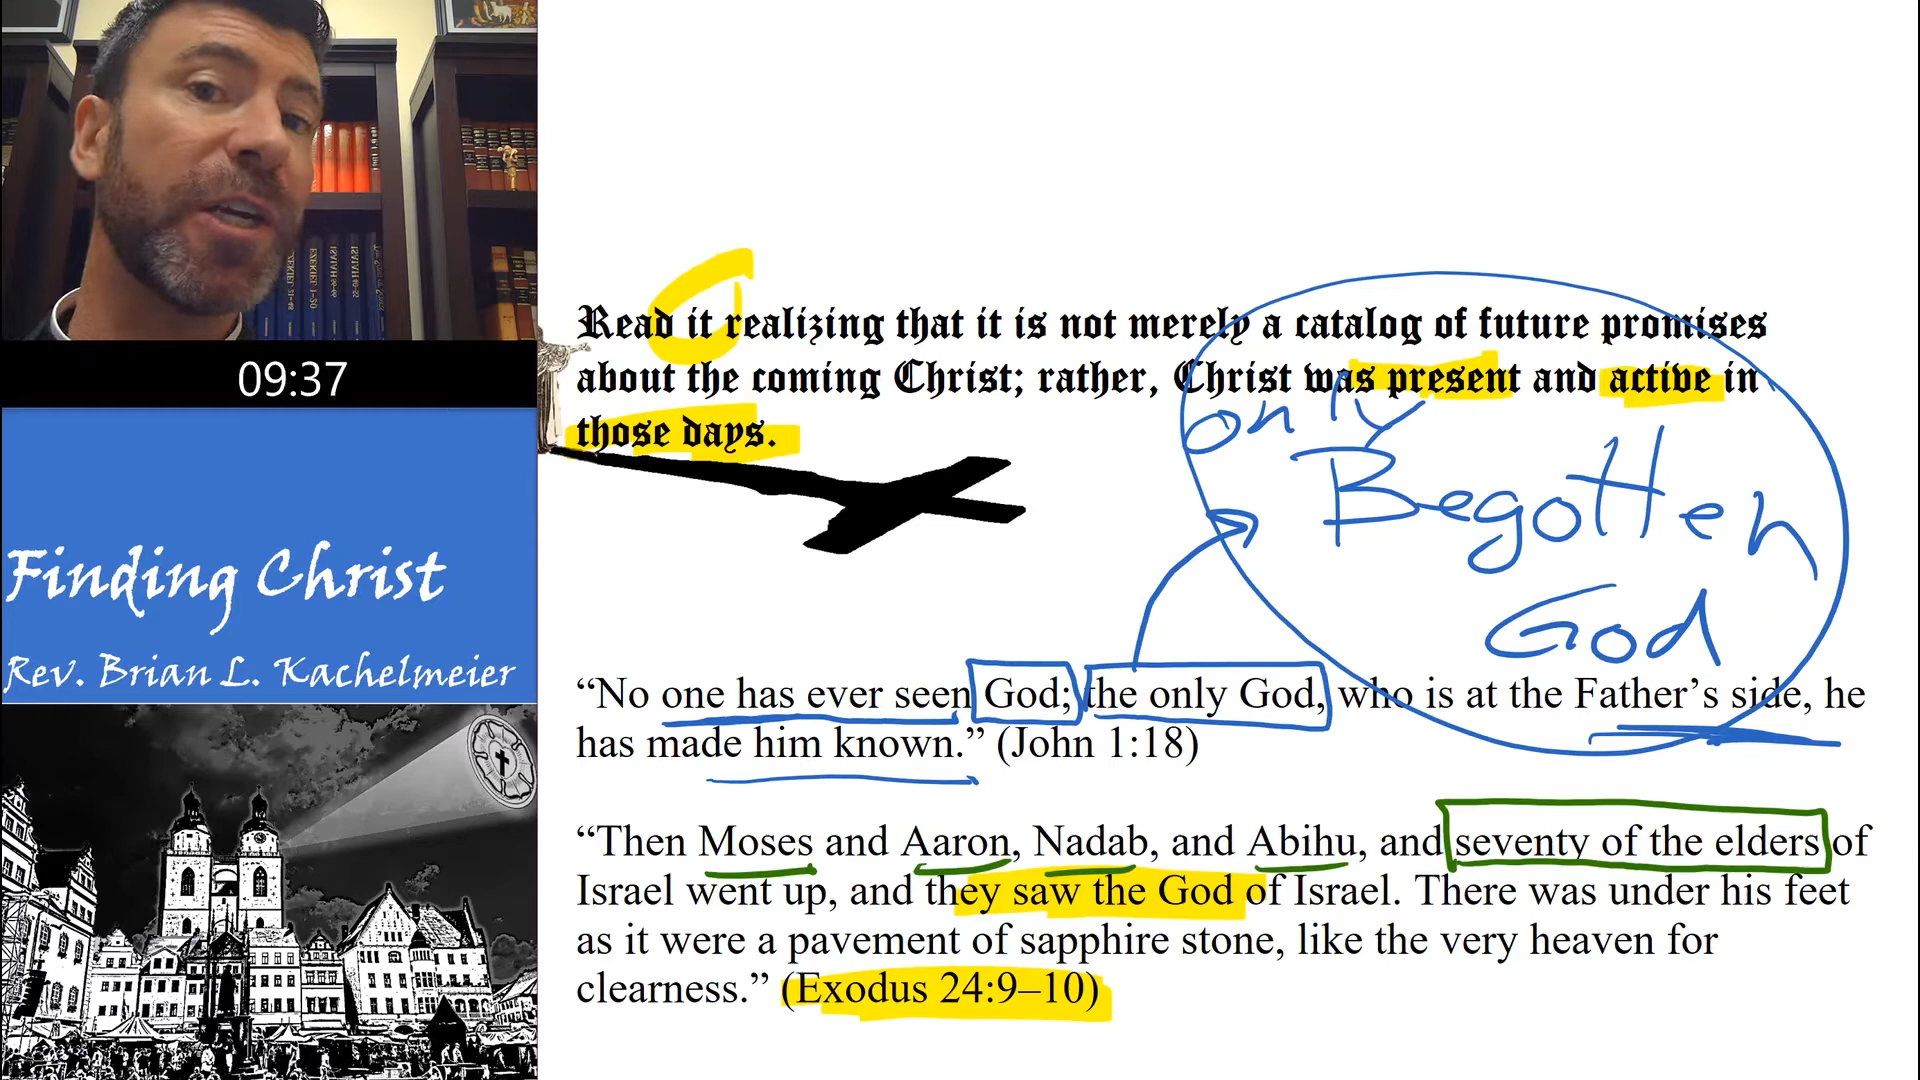 09:37
Finding Christ
Rev. Brian L. Kachelmeier
Read it realizing that it is not merely a catalog of future promises
about the coming Christ; rather, Christ was present and active in
those days.
only
Begotten
God
“No one has ever seen God; the only God, who is at the Father’s side, he
has made him known.” (John 1:18)
“Then Moses and Aaron, Nadab, and Abihu, and seventy of the elders of
Israel went up, and they saw the God of Israel. There was under his feet
as it were a pavement of sapphire stone, like the very heaven for
clearness.” (Exodus 24:9–10)